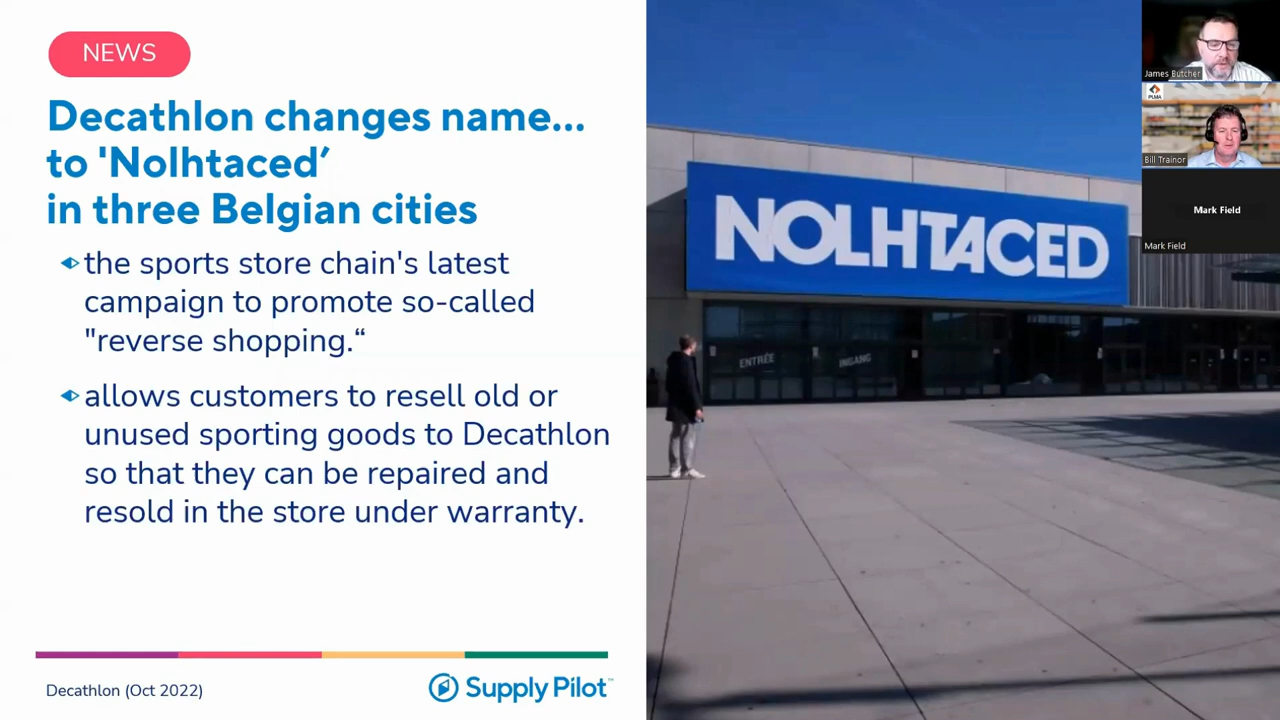 NEWS
Decathlon changes name...
to 'Nolhtaced’
in three Belgian cities
the sports store chain's latest
campaign to promote so-called
"reverse shopping.“
allows customers to resell old or
unused sporting goods to Decathlon
so that they can be repaired and
resold in the store under warranty.
Decathlon (Oct 2022)
Supply Pilot™
NOLHTACED
ENTRÉE
INGANG
James Butcher
PLMA
Bill Trainor
Mark Field
Mark Field